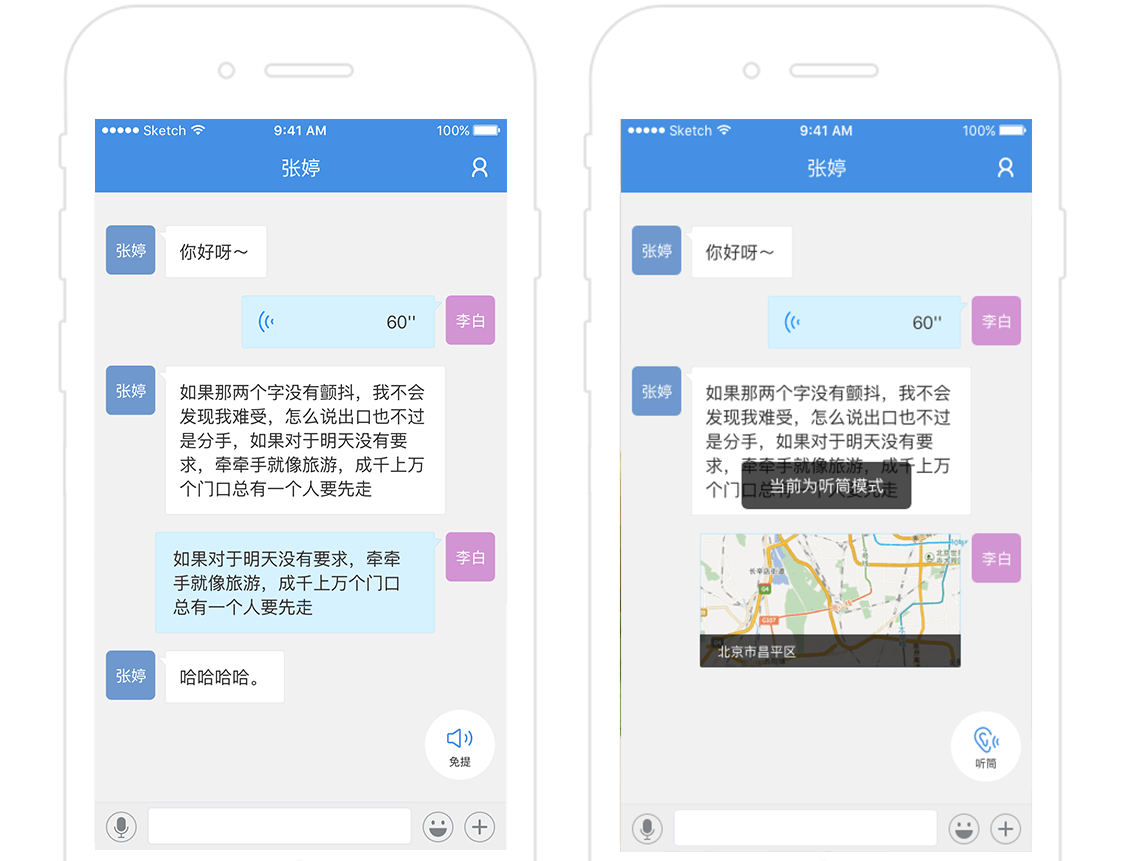 Sketch 9:41 AM 100%
张婷
张婷
你好呀～
60''
李白
张婷
如果那两个字没有颤抖，我不会
发现我难受，怎么说出口也不过
是分手，如果对于明天没有要
求，牵牵手就像旅游，成千上万
个门口总有一个人要先走
如果对于明天没有要求，牵牵
手就像旅游，成千上万个门口
总有一个人要先走
李白
张婷
哈哈哈哈。
免提
Sketch 9:41 AM 100%
张婷
张婷
你好呀～
60''
李白
张婷
如果那两个字没有颤抖，我不会
发现我难受，怎么说出口也不过
是分手，如果对于明天没有要
求，牵牵手就像旅游，成千上万
个门口总有一个人要先走
当前为听筒模式
李白
长辛店街道
G4
G107
北京市昌平区
听筒